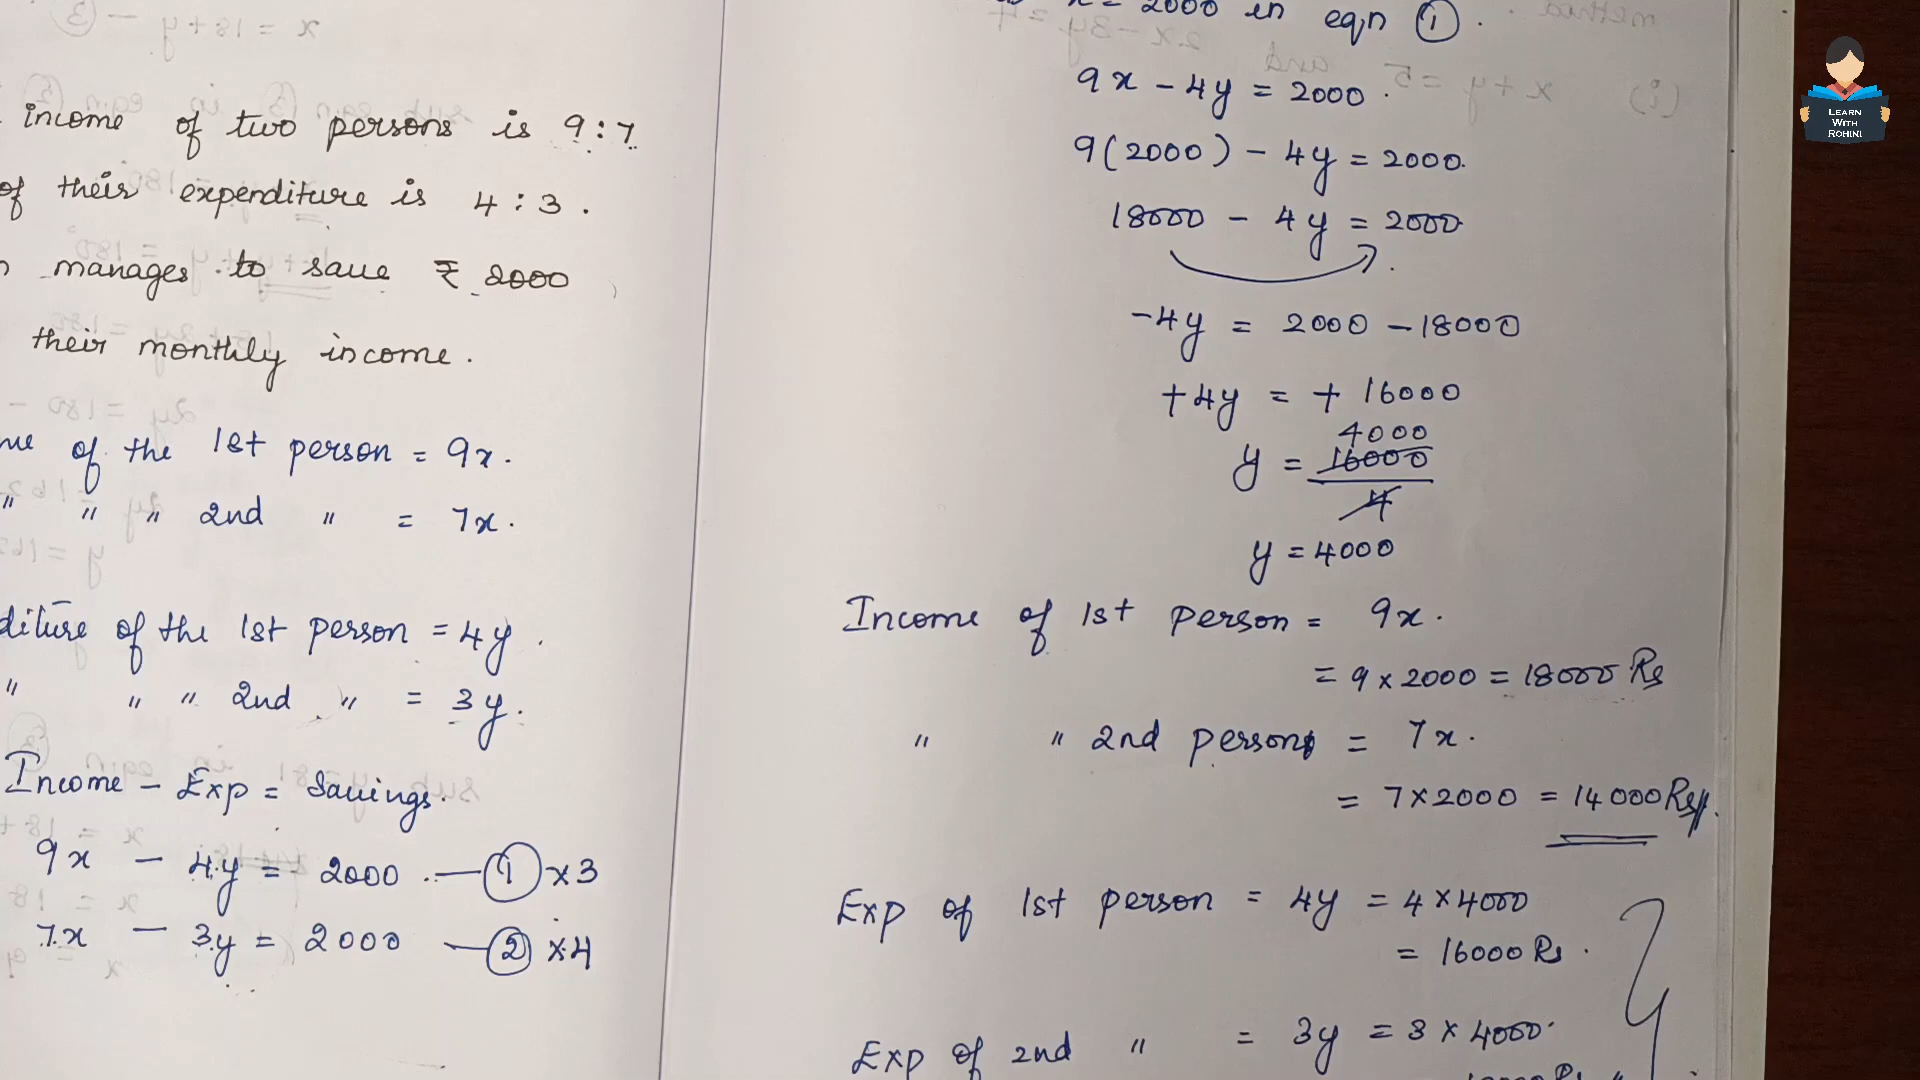 income of two persons is 9:7
of their expenditure is 4:3.
manages to save ₹ 2000
their monthly income.
of the 1st person = 9x.
" " " 2nd " = 7x.
of the 1st person = 4y.
" " " 2nd " = 3y.
Income - Exp = Savings.
9x - 4y = 2000 — ① ×3
7x - 3y = 2000 — ② ×4
x = 2000 in eqn ①.
9x - 4y = 2000.
9(2000) - 4y = 2000.
18000 - 4y = 2000
-4y = 2000 - 18000
+4y = + 16000
4000
y = 16000
4
y = 4000
Income of 1st person = 9x.
= 9 x 2000 = 18000 Rs
" " 2nd person = 7x.
= 7 x 2000 = 14000 Rs
Exp of 1st person = 4y = 4 x 4000
= 16000 Rs.
Exp of 2nd " = 3y = 3 x 4000.
LEARN
WITH
ROHINI